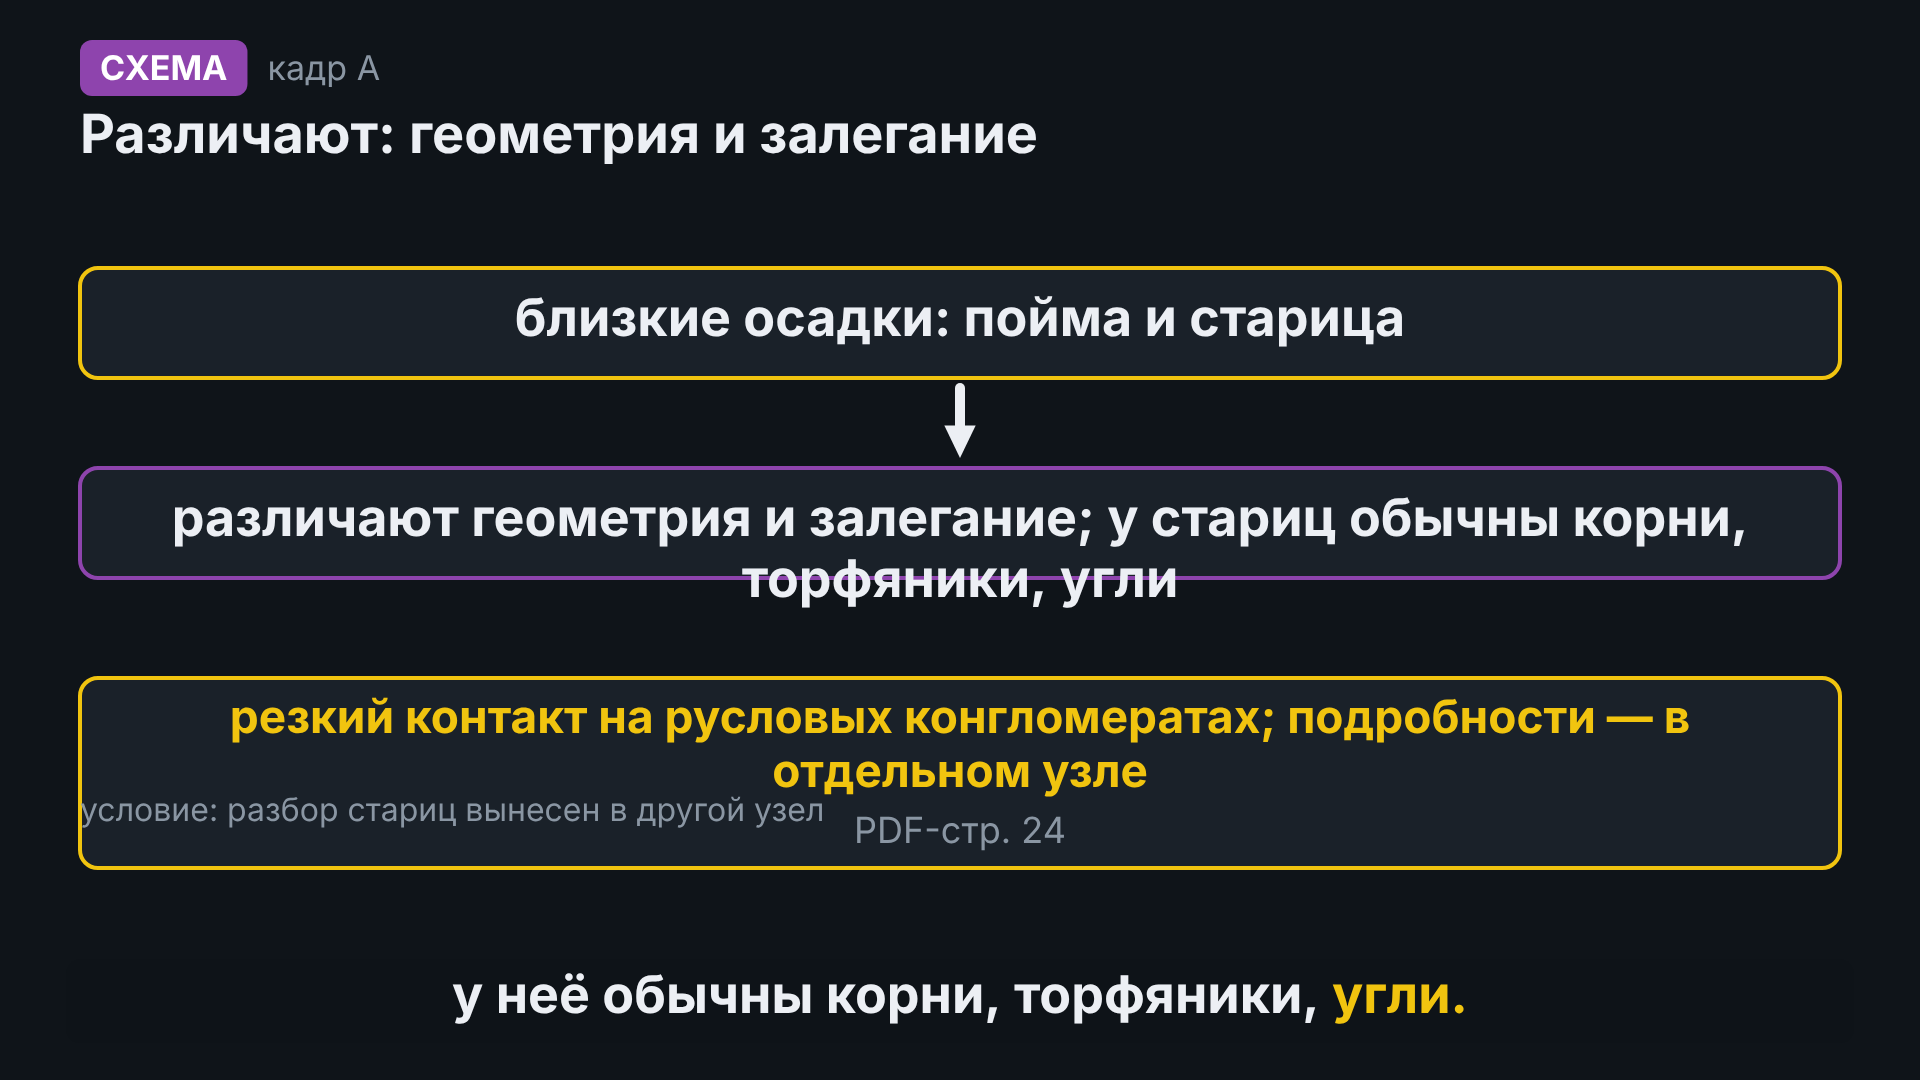 СХЕМА кадр А
Различают: геометрия и залегание
близкие осадки: пойма и старица
различают геометрия и залегание; у стариц обычны корни,
торфяники, угли
резкий контакт на русловых конгломератах; подробности — в
отдельном узле
условие: разбор стариц вынесен в другой узел
PDF-стр. 24
у неё обычны корни, торфяники, угли.